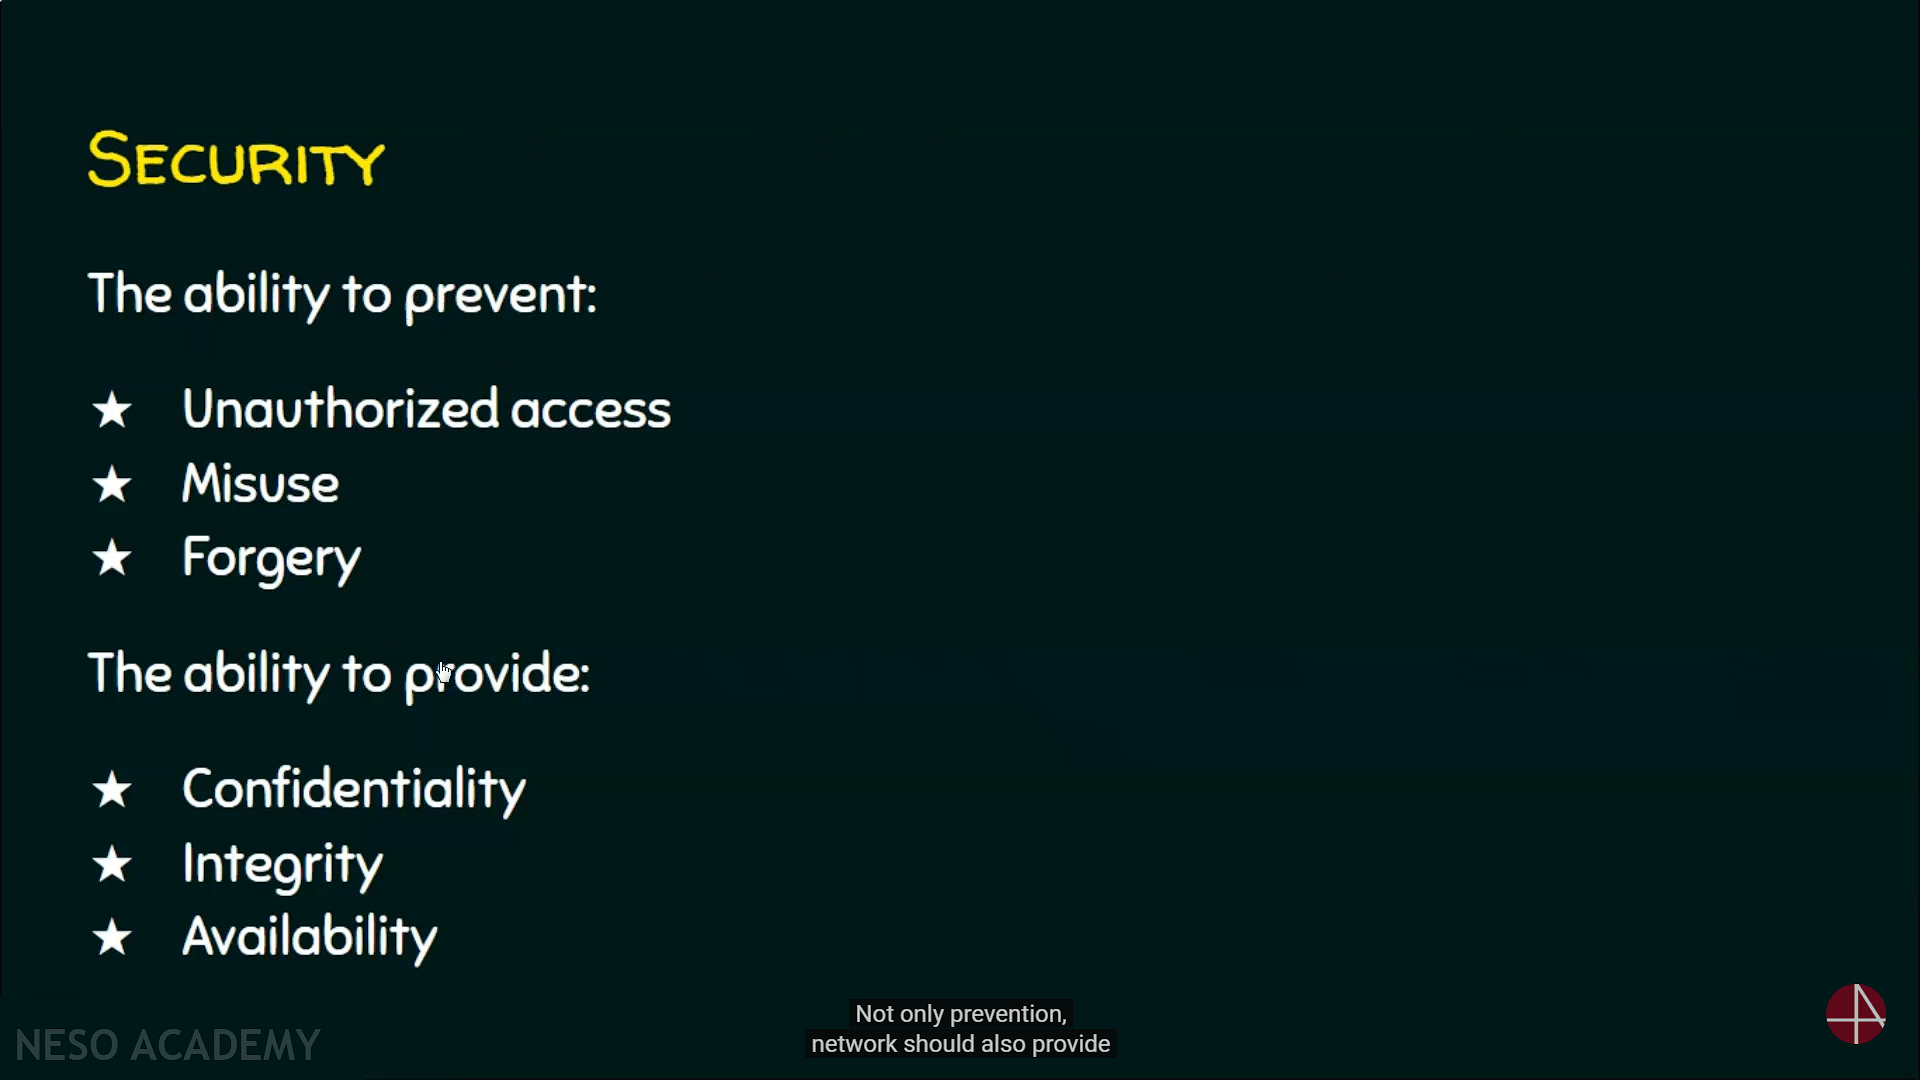 SECURITY
The ability to prevent:
★ Unauthorized access
★ Misuse
★ Forgery
The ability to provide:
★ Confidentiality
★ Integrity
★ Availability
Not only prevention,
network should also provide
NESO ACADEMY